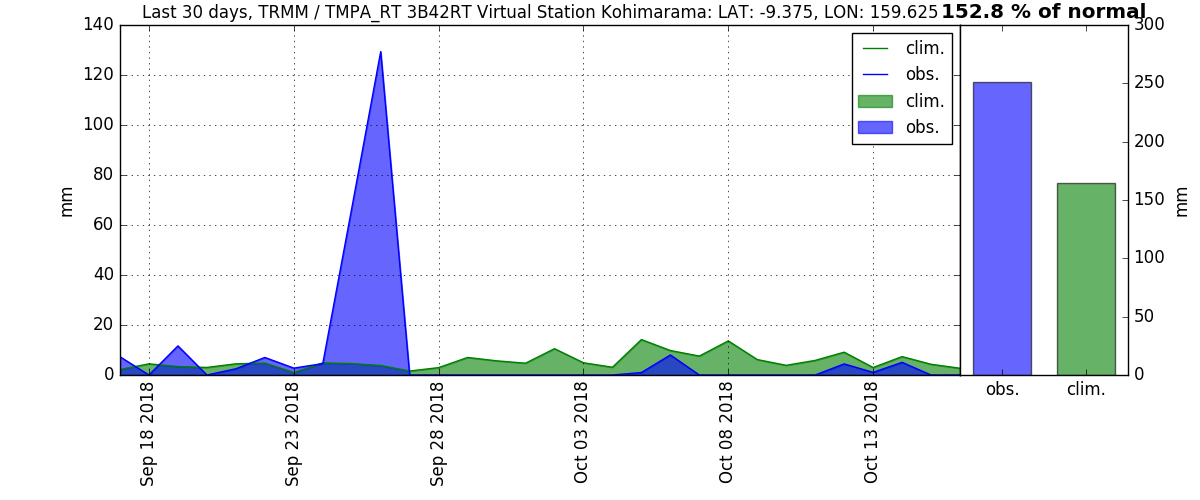 Last 30 days, TRMM / TMPA_RT 3B42RT Virtual Station Kohimarama: LAT: -9.375, LON: 159.625
152.8 % of normal
140
120
100
80
60
40
20
0
mm
clim.
obs.
clim.
obs.
Sep 18 2018
Sep 23 2018
Sep 28 2018
Oct 03 2018
Oct 08 2018
Oct 13 2018
300
250
200
150
100
50
0
mm
obs.
clim.